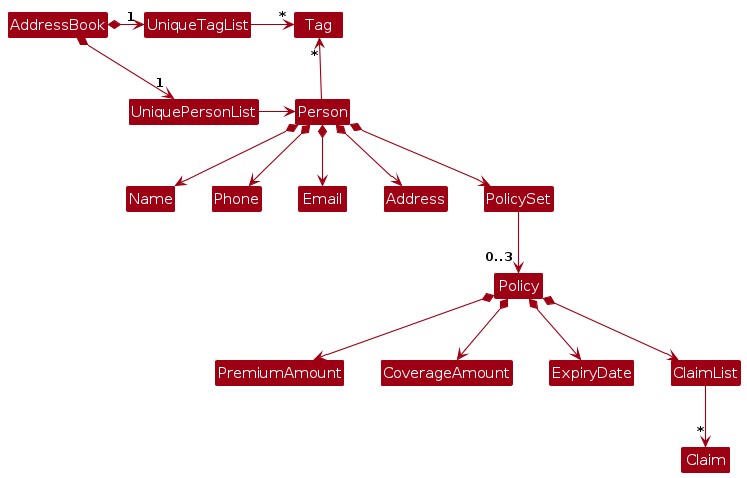 AddressBook
1
UniqueTagList
*
Tag
*
1
UniquePersonList
Person
Name
Phone
Email
Address
PolicySet
0..3
Policy
PremiumAmount
CoverageAmount
ExpiryDate
ClaimList
*
Claim